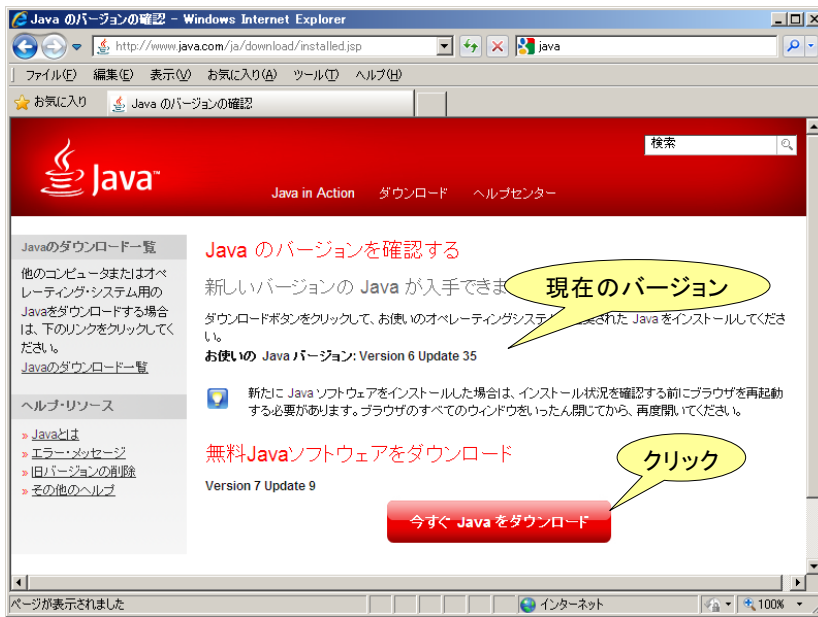 Java のバージョンの確認 - Windows Internet Explorer
http://www.java.com/ja/download/installed.jsp
java
ファイル(F) 編集(E) 表示(V) お気に入り(A) ツール(T) ヘルプ(H)
お気に入り
Java のバージョンの確認
検索
Java
Java in Action ダウンロード ヘルプセンター
Javaのダウンロード一覧
他のコンピュータまたはオペ
レーティング・システム用の
Javaをダウンロードする場合
は、下のリンクをクリックしてく
ださい。
Javaのダウンロード一覧
ヘルプ・リソース
» Javaとは
» エラー・メッセージ
» 旧バージョンの削除
» その他のヘルプ
Java のバージョンを確認する
新しいバージョンの Java が入手できま
現在のバージョン
ダウンロードボタンをクリックして、お使いのオペレーティングシステ された Java をインストールしてくださ
い。
お使いの Java バージョン: Version 6 Update 35
新たに Java ソフトウェアをインストールした場合は、インストール状況を確認する前にブラウザを再起動
する必要があります。ブラウザのすべてのウィンドウをいったん閉じてから、再度開いてください。
無料Javaソフトウェアをダウンロード
クリック
Version 7 Update 9
今すぐ Java をダウンロード
ページが表示されました
インターネット
100%